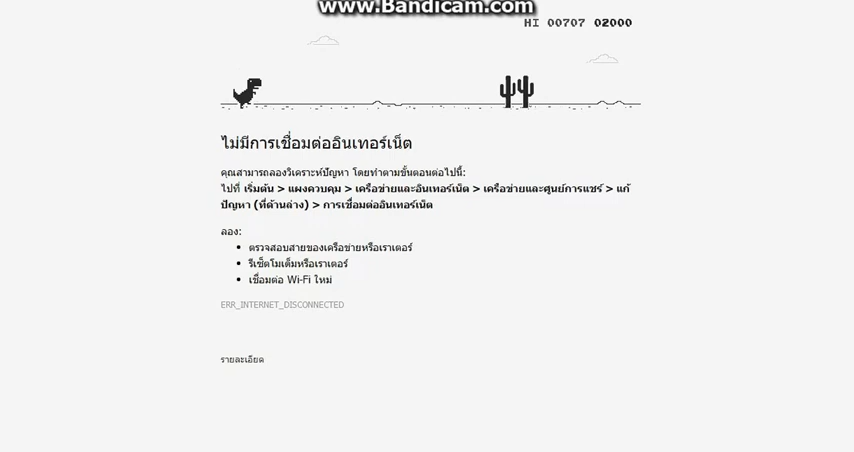 www.Bandicam.com
HI 00707 02000
ไม่มีการเชื่อมต่ออินเทอร์เน็ต
คุณสามารถลองวิเคราะห์ปัญหา โดยทำตามขั้นตอนต่อไปนี้:
ไปที่ เริ่มต้น > แผงควบคุม > เครือข่ายและอินเทอร์เน็ต > เครือข่ายและศูนย์การแชร์ > แก้
ปัญหา (ที่ด้านล่าง) > การเชื่อมต่ออินเทอร์เน็ต
ลอง:
• ตรวจสอบสายของเครือข่ายหรือเราเตอร์
• รีเซ็ตโมเด็มหรือเราเตอร์
• เชื่อมต่อ Wi-Fi ใหม่
ERR_INTERNET_DISCONNECTED
รายละเอียด